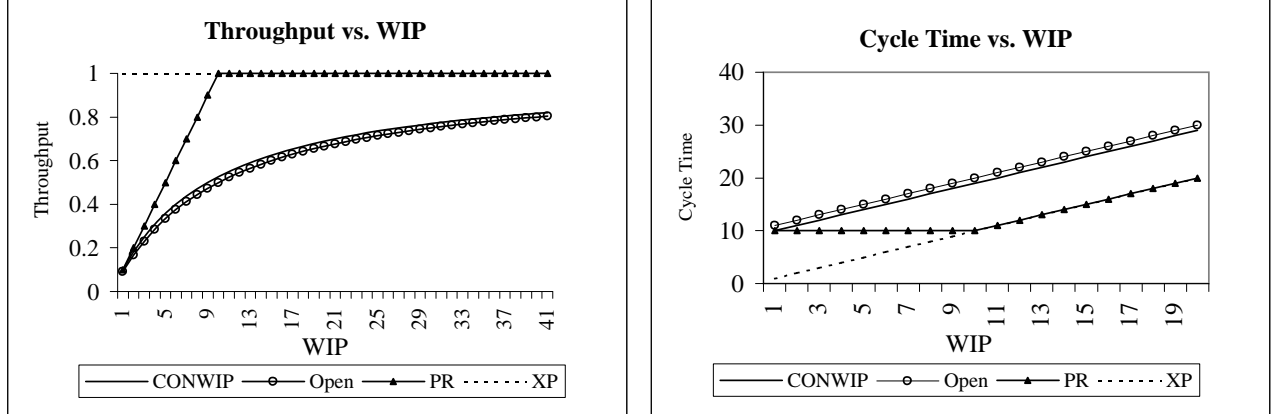 Throughput vs. WIP
Throughput
1
0.8
0.6
0.4
0.2
0
1 5 9 13 17 21 25 29 33 37 41
WIP
CONWIP Open PR XP
Cycle Time vs. WIP
Cycle Time
40
30
20
10
0
1 3 5 7 9 11 13 15 17 19
WIP
CONWIP Open PR XP